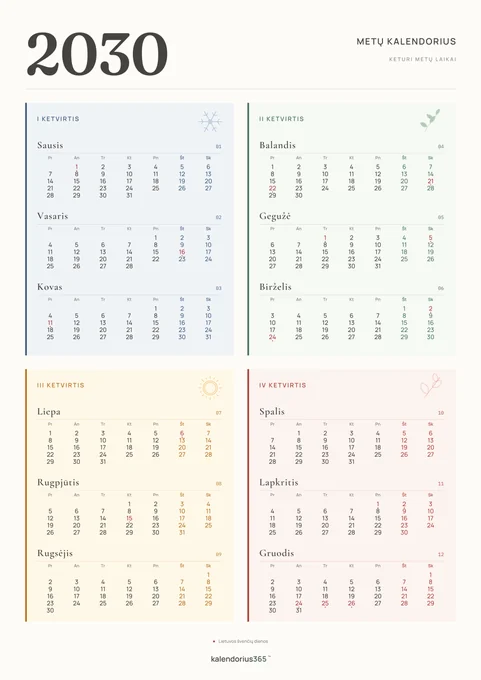 2030
METŲ KALENDORIUS
KETURI METŲ LAIKAI
I KETVIRTIS
Sausis 01
Pr An Tr Kt Pn Št Sk
1 2 3 4 5 6
7 8 9 10 11 12 13
14 15 16 17 18 19 20
21 22 23 24 25 26 27
28 29 30 31
Vasaris 02
Pr An Tr Kt Pn Št Sk
1 2 3
4 5 6 7 8 9 10
11 12 13 14 15 16 17
18 19 20 21 22 23 24
25 26 27 28
Kovas 03
Pr An Tr Kt Pn Št Sk
1 2 3
4 5 6 7 8 9 10
11 12 13 14 15 16 17
18 19 20 21 22 23 24
25 26 27 28 29 30 31
II KETVIRTIS
Balandis 04
Pr An Tr Kt Pn Št Sk
1 2 3 4 5 6 7
8 9 10 11 12 13 14
15 16 17 18 19 20 21
22 23 24 25 26 27 28
29 30
Gegužė 05
Pr An Tr Kt Pn Št Sk
1 2 3 4 5
6 7 8 9 10 11 12
13 14 15 16 17 18 19
20 21 22 23 24 25 26
27 28 29 30 31
Birželis 06
Pr An Tr Kt Pn Št Sk
1 2
3 4 5 6 7 8 9
10 11 12 13 14 15 16
17 18 19 20 21 22 23
24 25 26 27 28 29 30
III KETVIRTIS
Liepa 07
Pr An Tr Kt Pn Št Sk
1 2 3 4 5 6 7
8 9 10 11 12 13 14
15 16 17 18 19 20 21
22 23 24 25 26 27 28
29 30 31
Rugpjūtis 08
Pr An Tr Kt Pn Št Sk
1 2 3 4
5 6 7 8 9 10 11
12 13 14 15 16 17 18
19 20 21 22 23 24 25
26 27 28 29 30 31
Rugsėjis 09
Pr An Tr Kt Pn Št Sk
1
2 3 4 5 6 7 8
9 10 11 12 13 14 15
16 17 18 19 20 21 22
23 24 25 26 27 28 29
30
IV KETVIRTIS
Spalis 10
Pr An Tr Kt Pn Št Sk
1 2 3 4 5 6
7 8 9 10 11 12 13
14 15 16 17 18 19 20
21 22 23 24 25 26 27
28 29 30 31
Lapkritis 11
Pr An Tr Kt Pn Št Sk
1 2 3
4 5 6 7 8 9 10
11 12 13 14 15 16 17
18 19 20 21 22 23 24
25 26 27 28 29 30
Gruodis 12
Pr An Tr Kt Pn Št Sk
1
2 3 4 5 6 7 8
9 10 11 12 13 14 15
16 17 18 19 20 21 22
23 24 25 26 27 28 29
30 31
Lietuvos švenčių dienos
kalendorius365™